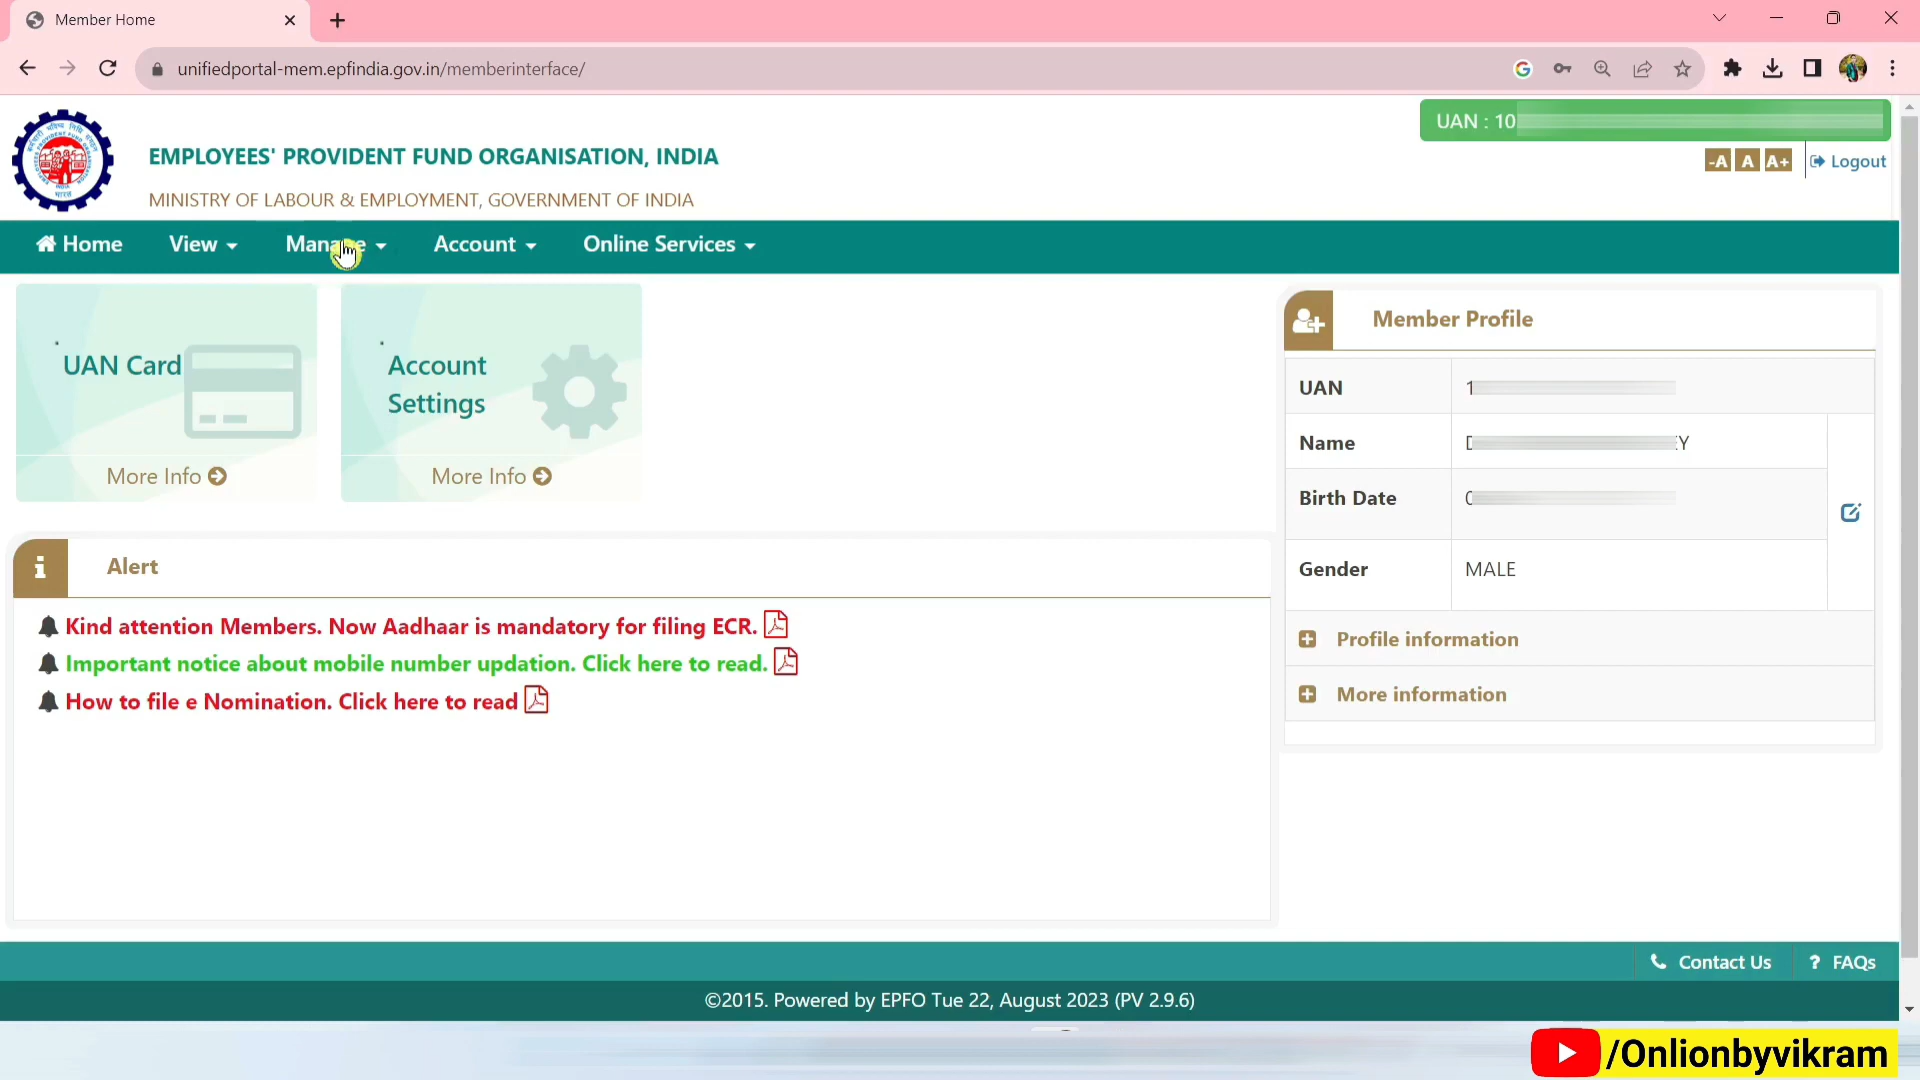 Member Home
unifiedportal-mem.epfindia.gov.in/memberinterface/
UAN : 10
EMPLOYEES' PROVIDENT FUND ORGANISATION, INDIA
-A A A+ Logout
MINISTRY OF LABOUR & EMPLOYMENT, GOVERNMENT OF INDIA
Home View Manage Account Online Services
UAN Card
More Info
Account
Settings
More Info
Alert
Kind attention Members. Now Aadhaar is mandatory for filing ECR.
Important notice about mobile number updation. Click here to read.
How to file e Nomination. Click here to read
Member Profile
UAN 1
Name D Y
Birth Date 0
Gender MALE
Profile information
More information
Contact Us ? FAQs
©2015. Powered by EPFO Tue 22, August 2023 (PV 2.9.6)
/Onlionbyvikram